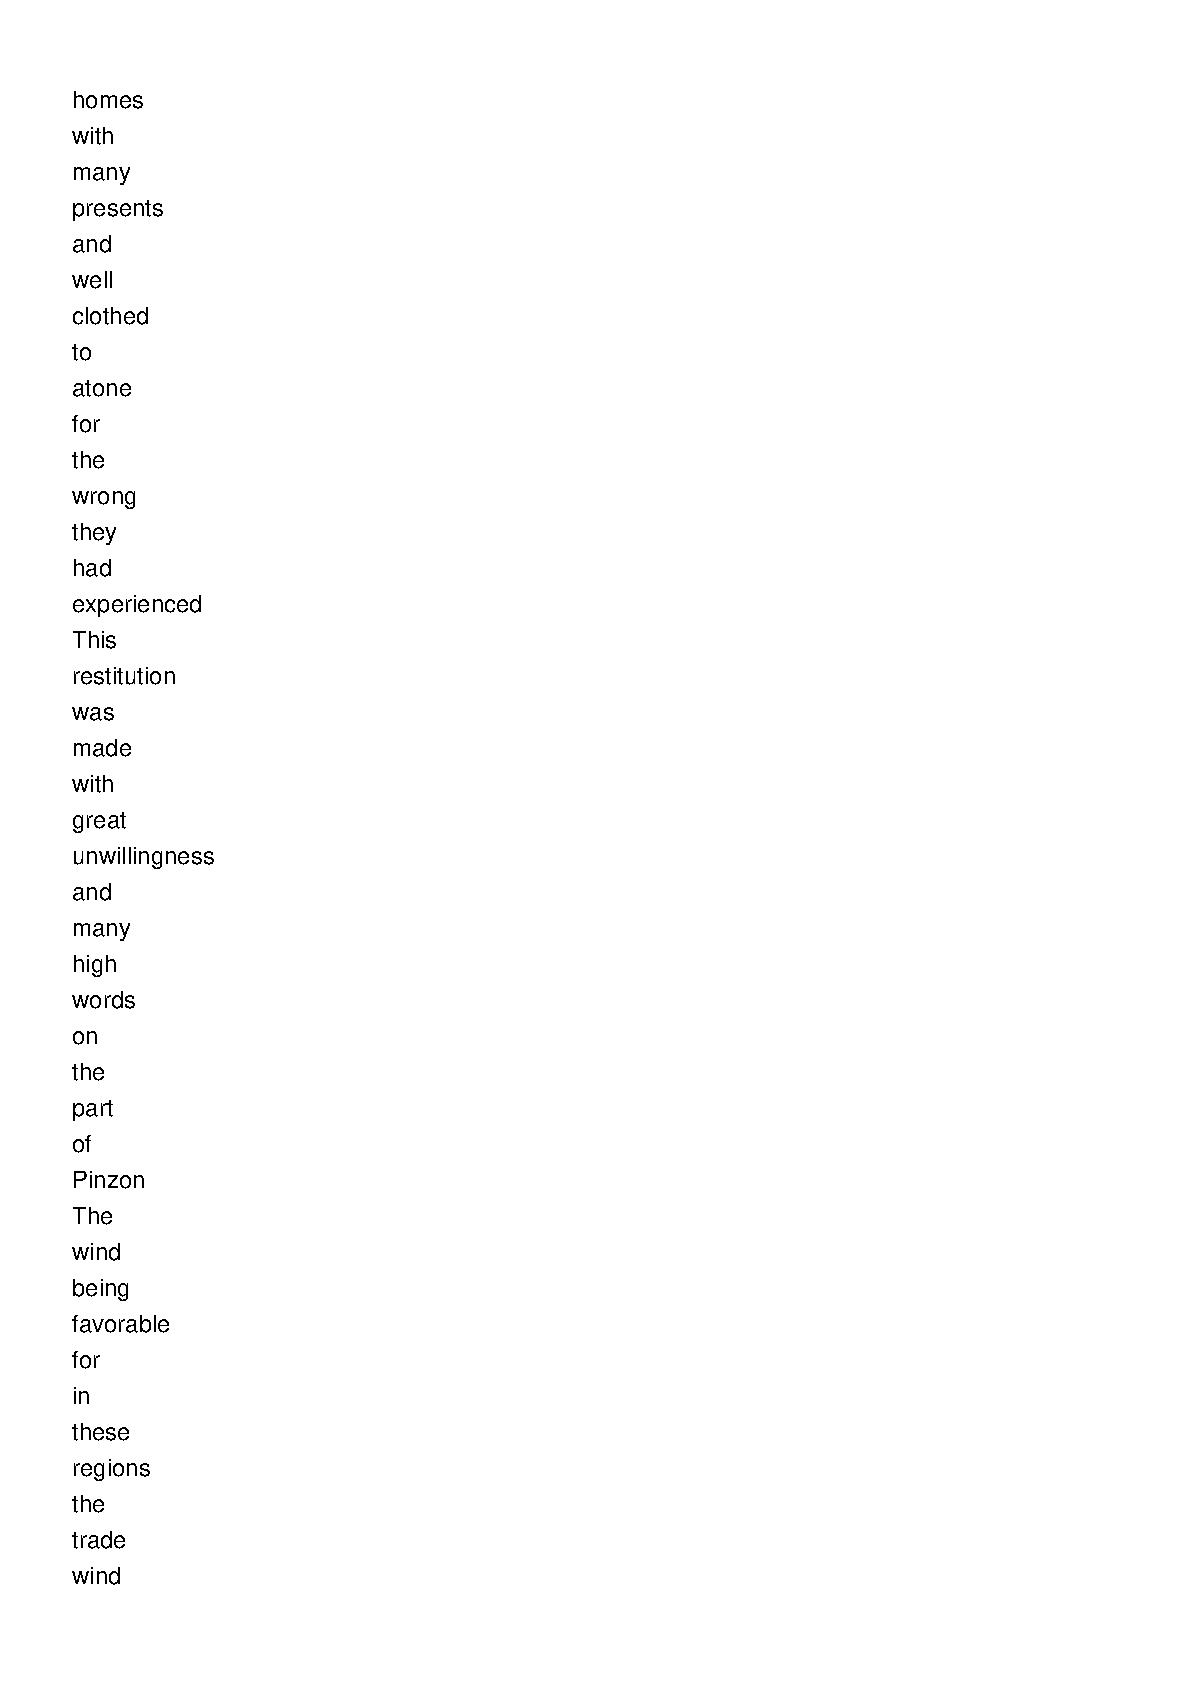 homes
with
many
presents
and
well
clothed
to
atone
for
the
wrong
they
had
experienced
This
restitution
was
made
with
great
unwillingness
and
many
high
words
on
the
part
of
Pinzon
The
wind
being
favorable
for
in
these
regions
the
trade
wind